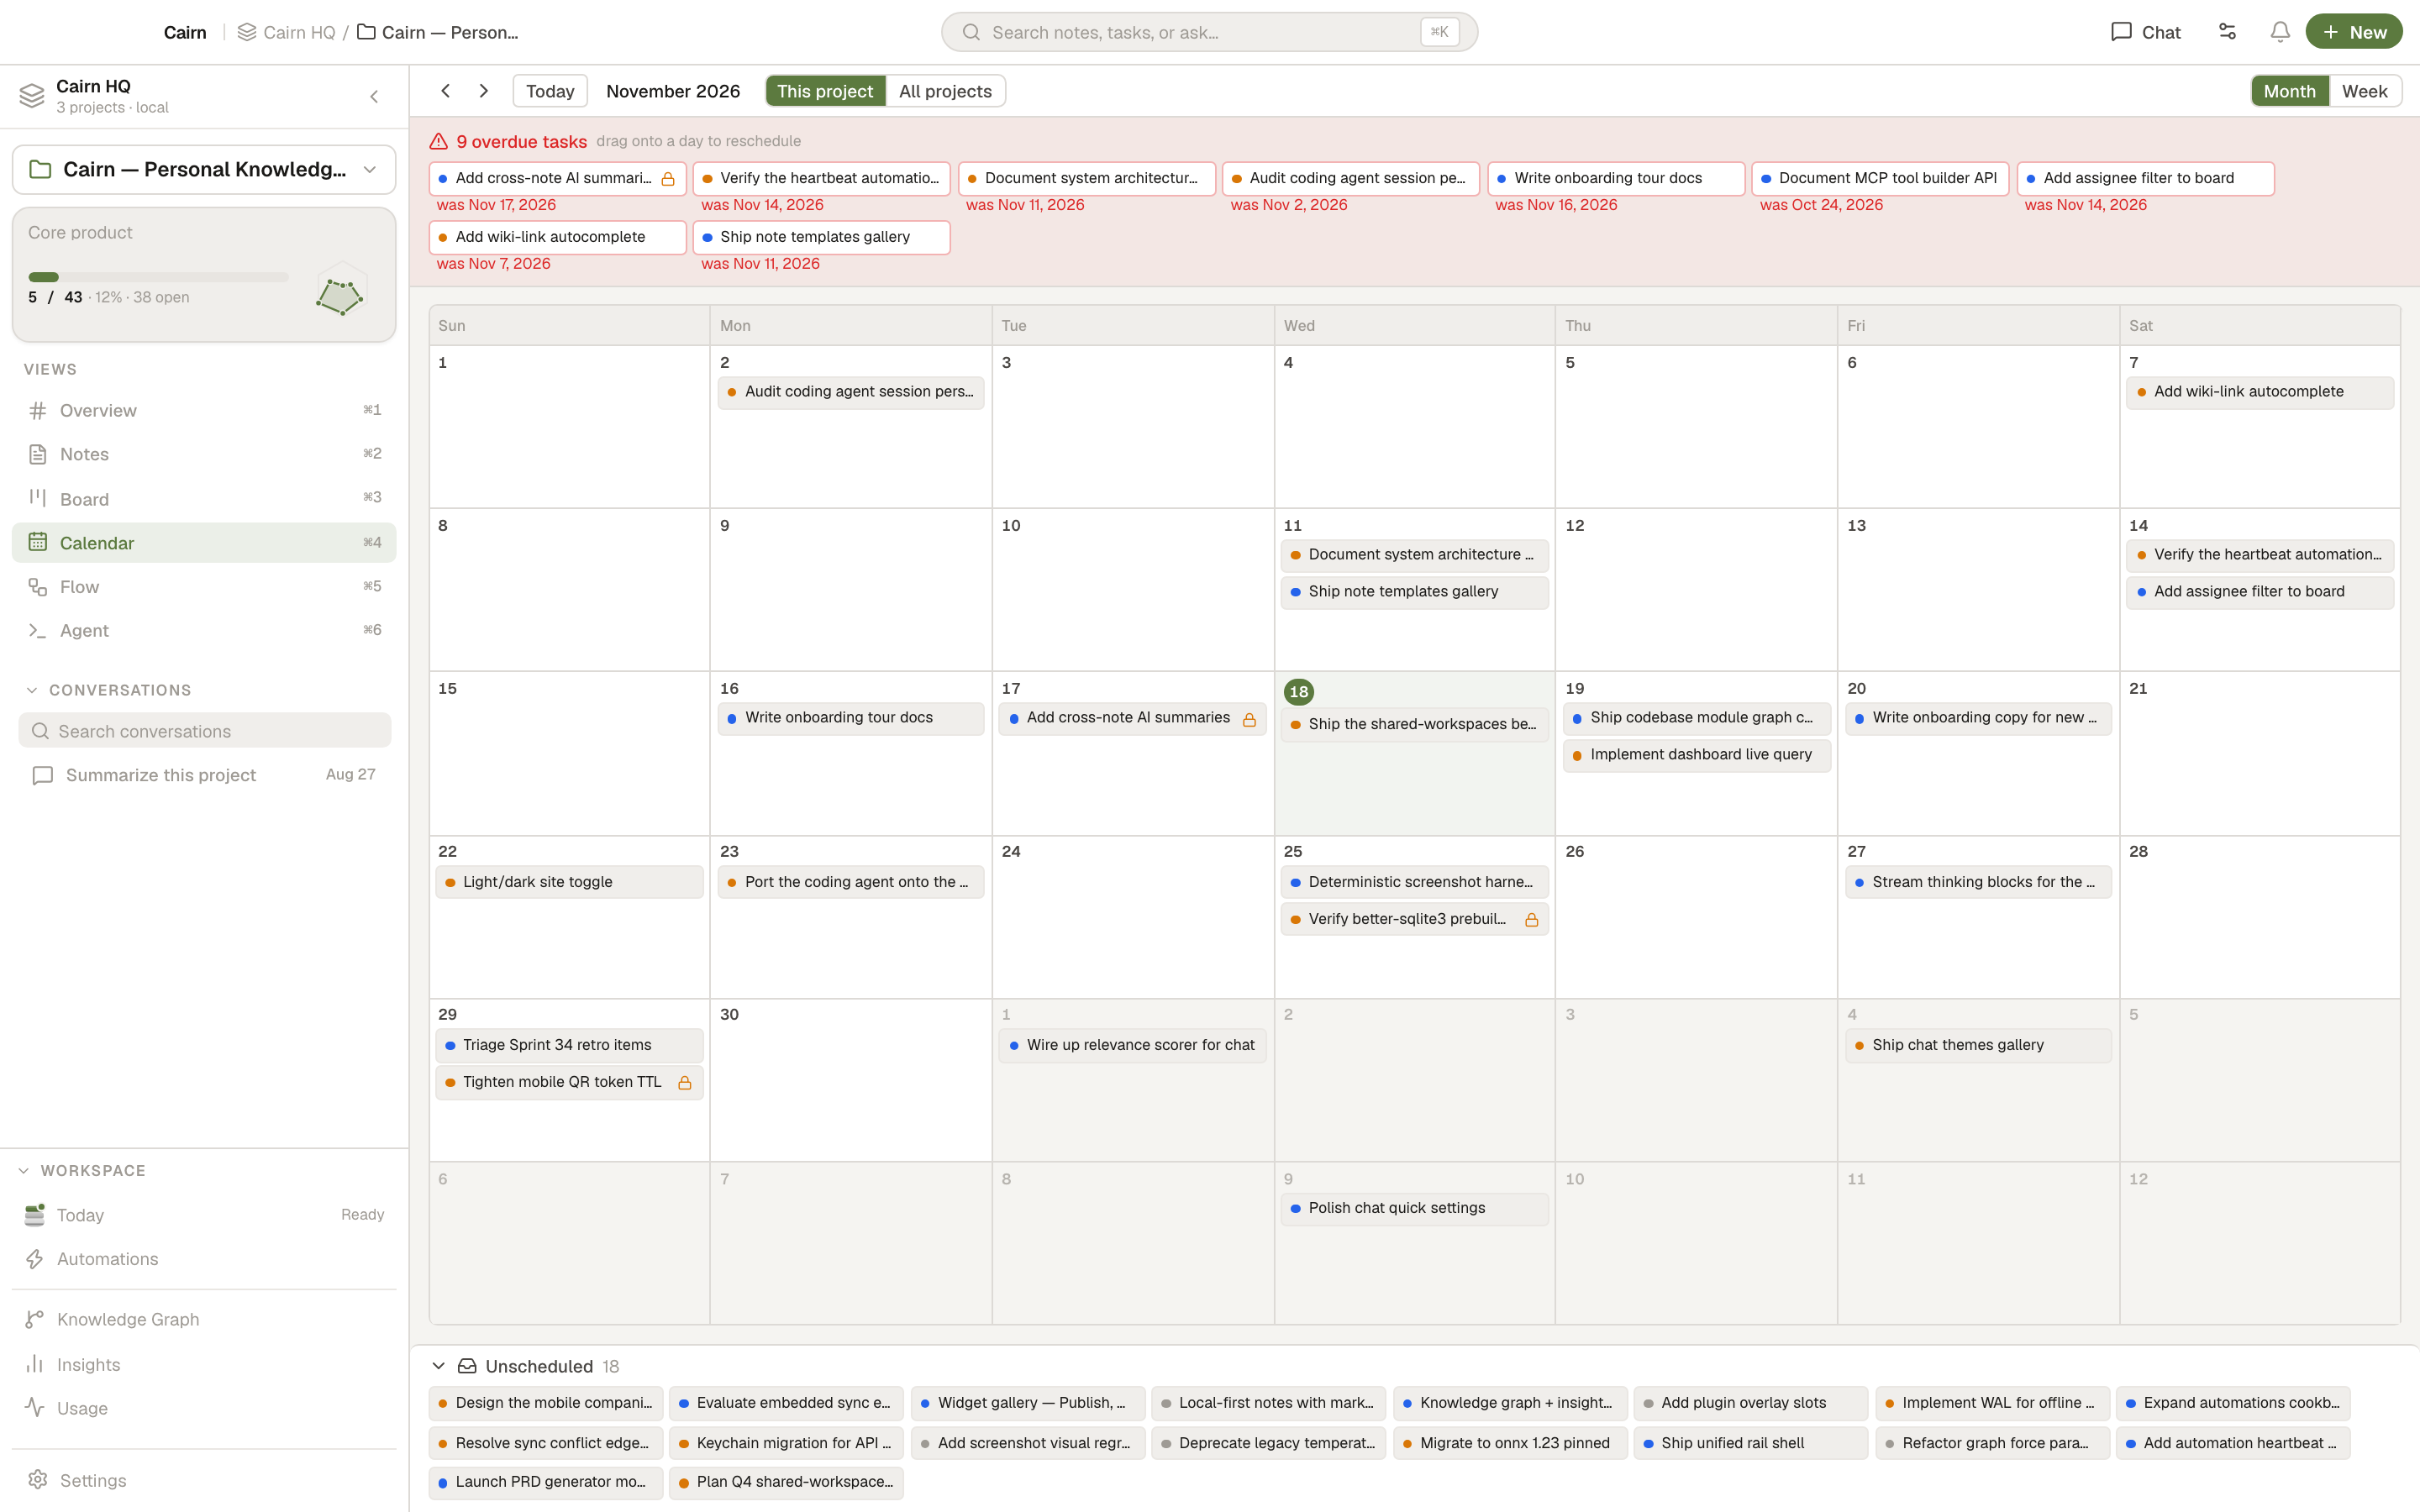 Cairn
Cairn HQ / Cairn — Person...
Search notes, tasks, or ask...
⌘K
Chat
New
Cairn HQ
3 projects · local
Cairn — Personal Knowledg...
Core product
5 / 43 · 12% · 38 open
VIEWS
Overview ⌘1
Notes ⌘2
Board ⌘3
Calendar ⌘4
Flow ⌘5
Agent ⌘6
CONVERSATIONS
Search conversations
Summarize this project Aug 27
WORKSPACE
Today Ready
Automations
Knowledge Graph
Insights
Usage
Settings
Today November 2026 This project All projects Month Week
9 overdue tasks drag onto a day to reschedule
Add cross-note AI summari...
was Nov 17, 2026
Verify the heartbeat automatio...
was Nov 14, 2026
Document system architectur...
was Nov 11, 2026
Audit coding agent session pe...
was Nov 2, 2026
Write onboarding tour docs
was Nov 16, 2026
Document MCP tool builder API
was Oct 24, 2026
Add assignee filter to board
was Nov 14, 2026
Add wiki-link autocomplete
was Nov 7, 2026
Ship note templates gallery
was Nov 11, 2026
Sun Mon Tue Wed Thu Fri Sat
1
2
Audit coding agent session pers...
3
4
5
6
7
Add wiki-link autocomplete
8
9
10
11
Document system architecture ...
Ship note templates gallery
12
13
14
Verify the heartbeat automation...
Add assignee filter to board
15
16
Write onboarding tour docs
17
Add cross-note AI summaries
18
Ship the shared-workspaces be...
19
Ship codebase module graph c...
Implement dashboard live query
20
Write onboarding copy for new ...
21
22
Light/dark site toggle
23
Port the coding agent onto the ...
24
25
Deterministic screenshot harne...
Verify better-sqlite3 prebuil...
26
27
Stream thinking blocks for the ...
28
29
Triage Sprint 34 retro items
Tighten mobile QR token TTL
30
1
Wire up relevance scorer for chat
2
3
4
Ship chat themes gallery
5
6
7
8
9
Polish chat quick settings
10
11
12
Unscheduled 18
Design the mobile compani...
Evaluate embedded sync e...
Widget gallery — Publish, ...
Local-first notes with mark...
Knowledge graph + insight...
Add plugin overlay slots
Implement WAL for offline ...
Expand automations cookb...
Resolve sync conflict edge...
Keychain migration for API ...
Add screenshot visual regr...
Deprecate legacy temperat...
Migrate to onnx 1.23 pinned
Ship unified rail shell
Refactor graph force para...
Add automation heartbeat ...
Launch PRD generator mo...
Plan Q4 shared-workspace...